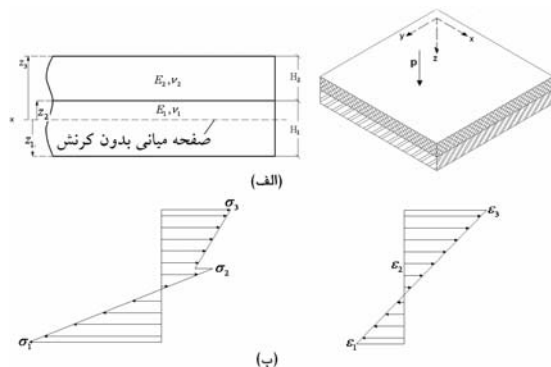 y
x
z
p
z₃
z₂
z₁
x
E₂,ν₂
E₁,ν₁
صفحه میانی بدون کرنش
H₂
H₁
(الف)
σ₃
σ₂
σ₁
ε₃
ε₂
ε₁
(ب)